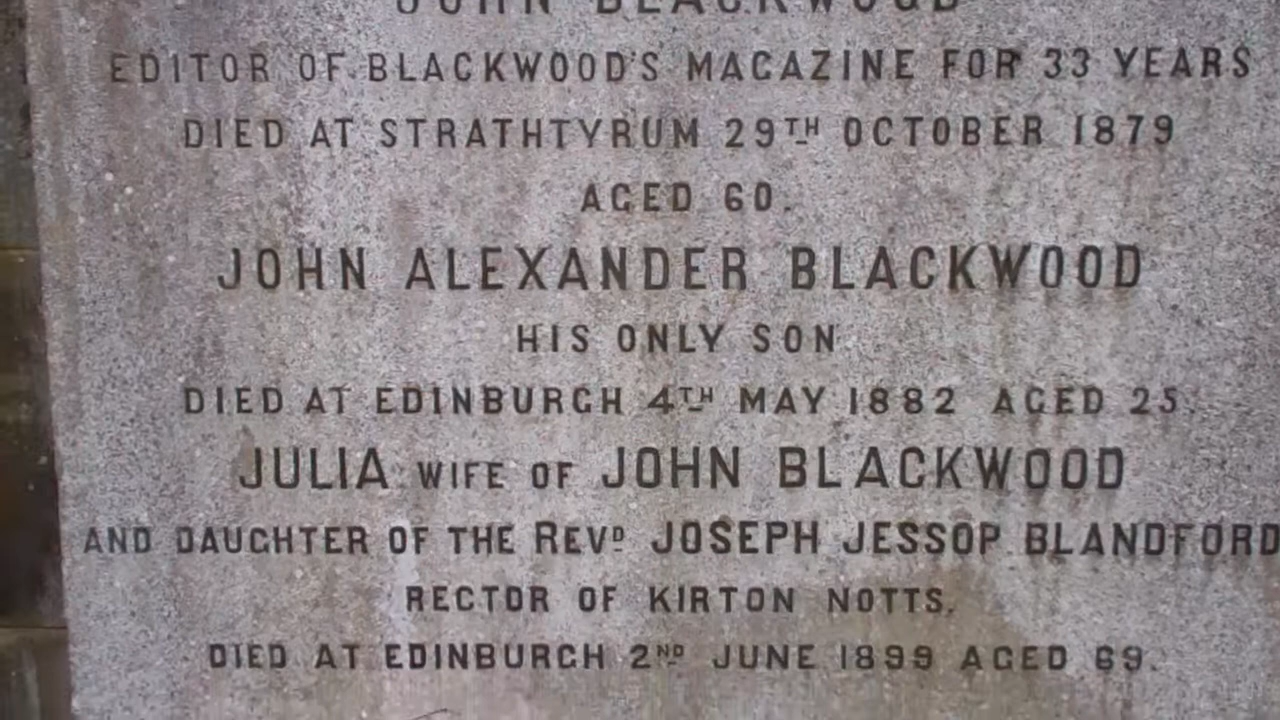 JOHN BLACKWOOD
EDITOR OF BLACKWOOD'S MAGAZINE FOR 33 YEARS
DIED AT STRATHTYRUM 29TH OCTOBER 1879
AGED 60.
JOHN ALEXANDER BLACKWOOD
HIS ONLY SON
DIED AT EDINBURGH 4TH MAY 1882 AGED 25.
JULIA WIFE OF JOHN BLACKWOOD
AND DAUGHTER OF THE REVD JOSEPH JESSOP BLANDFORD
RECTOR OF KIRTON NOTTS.
DIED AT EDINBURGH 2ND JUNE 1899 AGED 69.